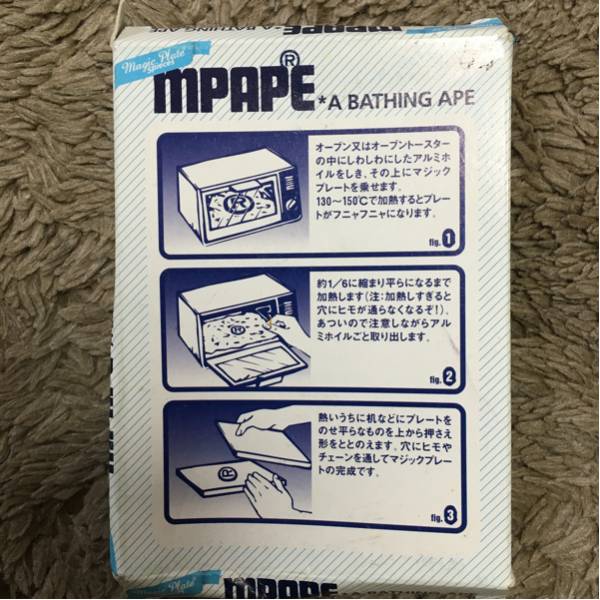 MPAPE*A BATHING APE
Magic Plate
5pieces
MPAPE®
*A BATHING APE
オーブン又はオーブントースター
の中にしわしわにしたアルミホ
イルをしき、その上にマジック
プレートを乗せます。
130〜150℃で加熱するとプレー
トがフニャフニャになります。
fig. 1
約1/6に縮まり平らになるまで
加熱します(注:加熱しすぎると
穴にヒモが通らなくなるぞ!)。
あついので注意しながらアル
ミホイルごと取り出します。
fig. 2
熱いうちに机などにプレートを
のせ平らなものを上から押さえ
形をととのえます。穴にヒモや
チェーンを通してマジックプレー
トの完成です。
fig. 3
MPAPE*A BATHING APE